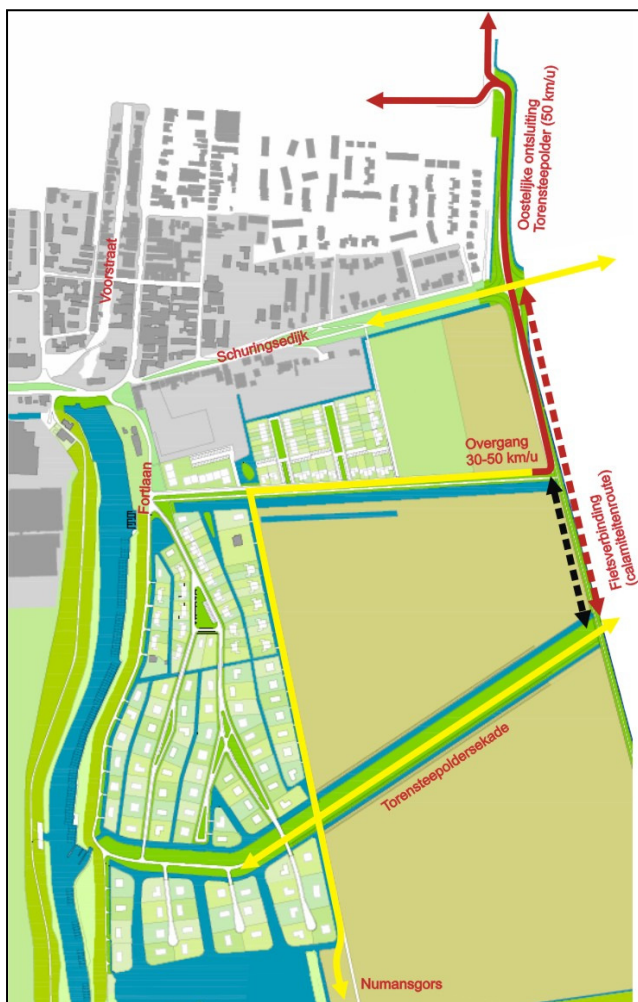 Oostelijke ontsluiting
Torensteepolder (50 km/u)
Voorstraat
Schuringsedijk
Overgang
30-50 km/u
Fortlaan
Fietsverbinding
(calamiteitenroute)
Torensteepoldersekade
Numansgors